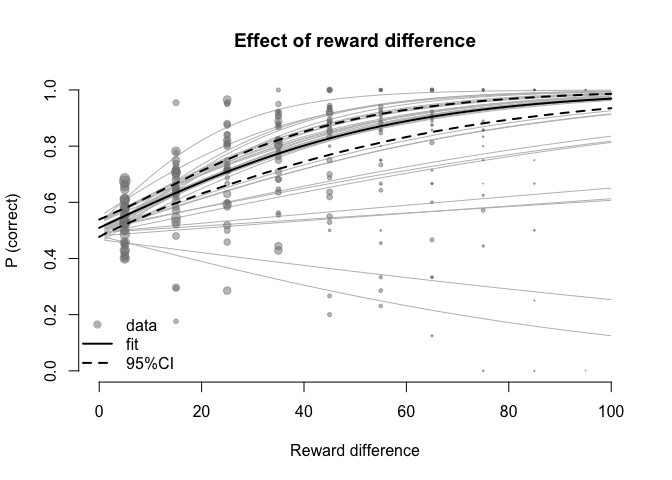 Effect of reward difference
P (correct)
1.0
0.8
0.6
0.4
0.2
0.0
data
fit
95%CI
0 20 40 60 80 100
Reward difference